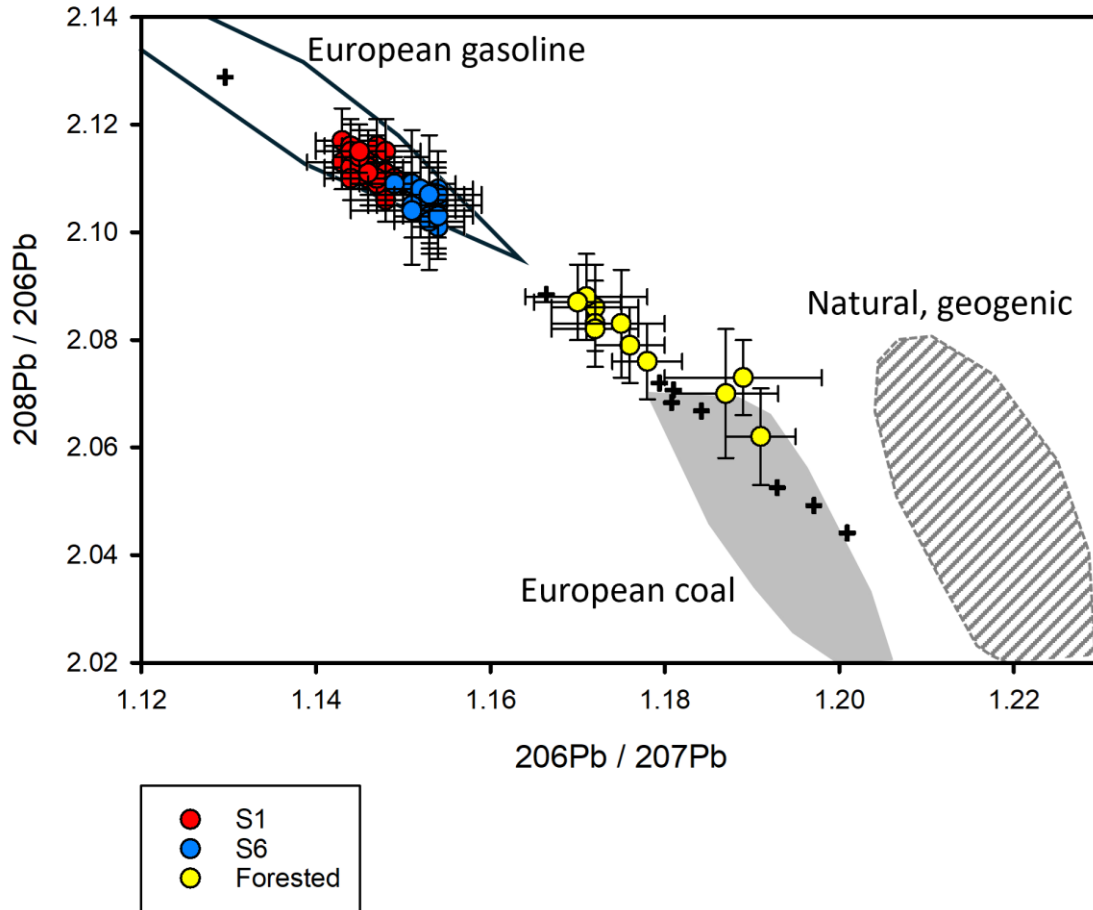 2.14
European gasoline
2.12
2.10
Natural, geogenic
2.08
2.06
2.04
European coal
2.02
1.12 1.14 1.16 1.18 1.20 1.22
208Pb / 206Pb
206Pb / 207Pb
S1
S6
Forested